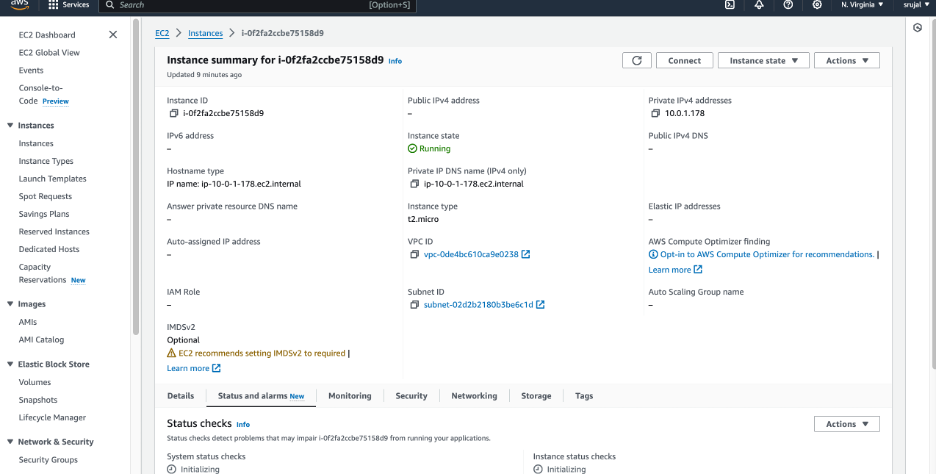 aws
Services
Search
[Option+S]
N. Virginia
srujal
EC2 Dashboard
EC2 Global View
Events
Console-to-
Code Preview
Instances
Instances
Instance Types
Launch Templates
Spot Requests
Savings Plans
Reserved Instances
Dedicated Hosts
Capacity
Reservations New
Images
AMIs
AMI Catalog
Elastic Block Store
Volumes
Snapshots
Lifecycle Manager
Network & Security
Security Groups
EC2 > Instances > i-0f2fa2ccbe75158d9
Instance summary for i-0f2fa2ccbe75158d9 Info
Updated 9 minutes ago
Connect
Instance state
Actions
Instance ID
i-0f2fa2ccbe75158d9
Public IPv4 address
–
Private IPv4 addresses
10.0.1.178
IPv6 address
–
Instance state
Running
Public IPv4 DNS
–
Hostname type
IP name: ip-10-0-1-178.ec2.internal
Private IP DNS name (IPv4 only)
ip-10-0-1-178.ec2.internal
Answer private resource DNS name
–
Instance type
t2.micro
Elastic IP addresses
–
Auto-assigned IP address
–
VPC ID
vpc-0de4bc610ca9e0238
AWS Compute Optimizer finding
Opt-in to AWS Compute Optimizer for recommendations. |
Learn more
IAM Role
–
Subnet ID
subnet-02d2b2180b3be6c1d
Auto Scaling Group name
–
IMDSv2
Optional
EC2 recommends setting IMDSv2 to required |
Learn more
Details
Status and alarms New
Monitoring
Security
Networking
Storage
Tags
Status checks Info
Actions
Status checks detect problems that may impair i-0f2fa2ccbe75158d9 from running your applications.
System status checks
Initializing
Instance status checks
Initializing